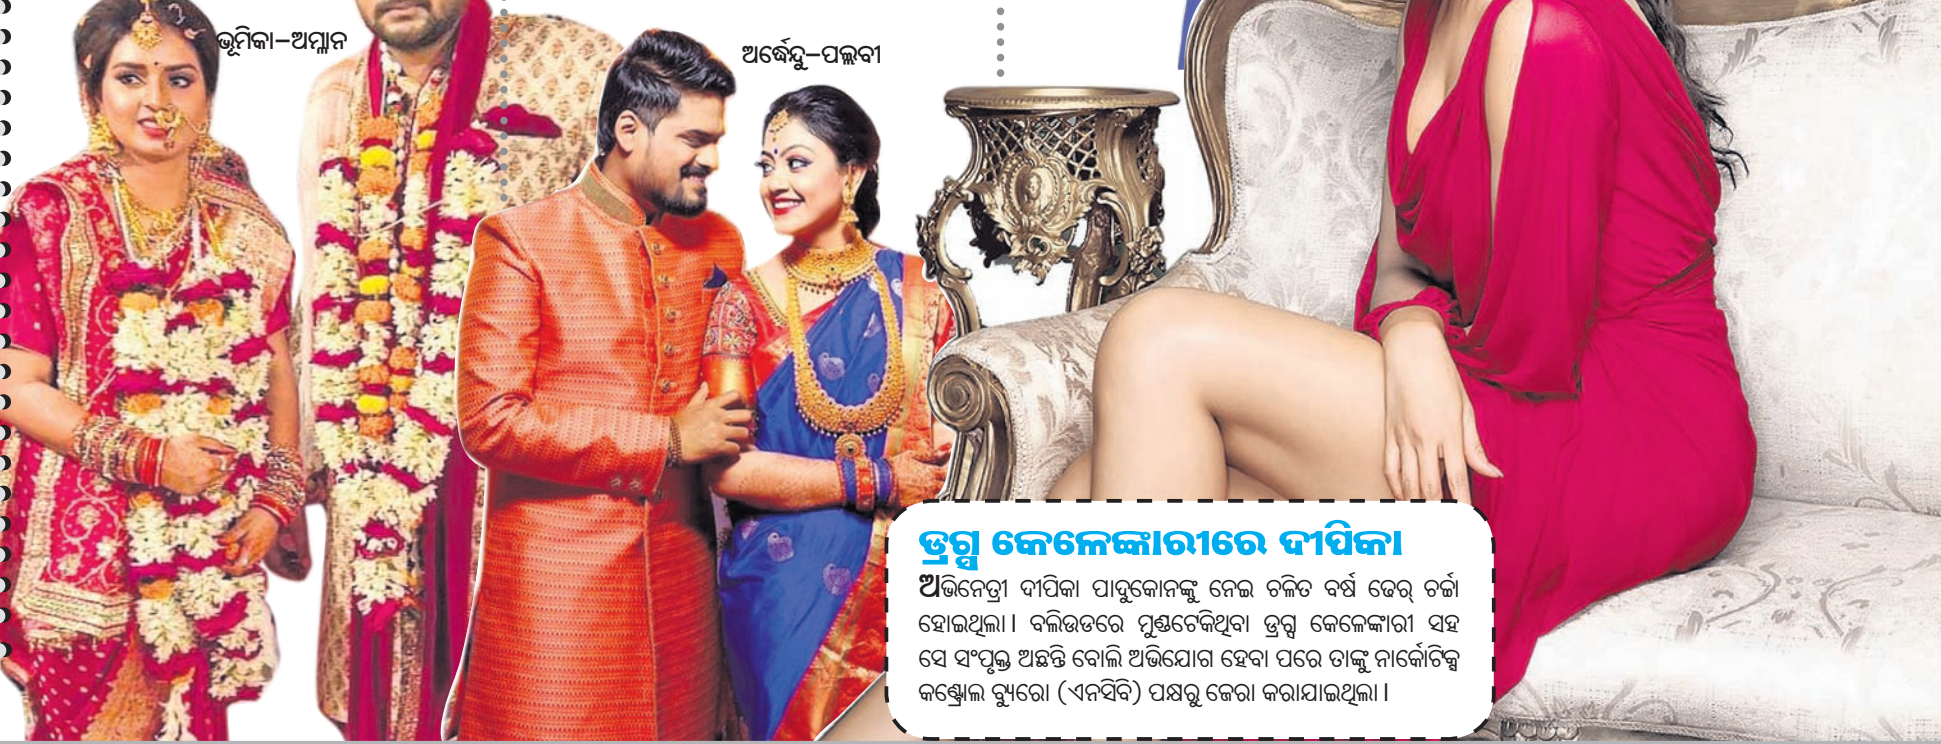 ଭୂମିକା–ଅମ୍ଳାନ
ଅର୍ଦ୍ଧେନ୍ଦୁ–ପଲ୍ଲବୀ
ଡ୍ରଗ୍ସ କେଳେଙ୍କାରୀରେ ଦୀପିକା
ଅଭିନେତ୍ରୀ ଦୀପିକା ପାଦୁକୋନଙ୍କୁ ନେଇ ଚଳିତ ବର୍ଷ ଢେର୍ ଚର୍ଚ୍ଚା
ହୋଇଥିଲା। ବଲିଉଡରେ ମୁଣ୍ଡଟେକିଥିବା ଡ୍ରଗ୍ସ କେଳେଙ୍କାରୀ ସହ
ସେ ସଂପୃକ୍ତ ଅଛନ୍ତି ବୋଲି ଅଭିଯୋଗ ହେବା ପରେ ତାଙ୍କୁ ନାର୍କୋଟିକ୍ସ
କଣ୍ଟ୍ରୋଲ ବ୍ୟୁରୋ (ଏନସିବି) ପକ୍ଷରୁ ଜେରା କରାଯାଇଥିଲା।